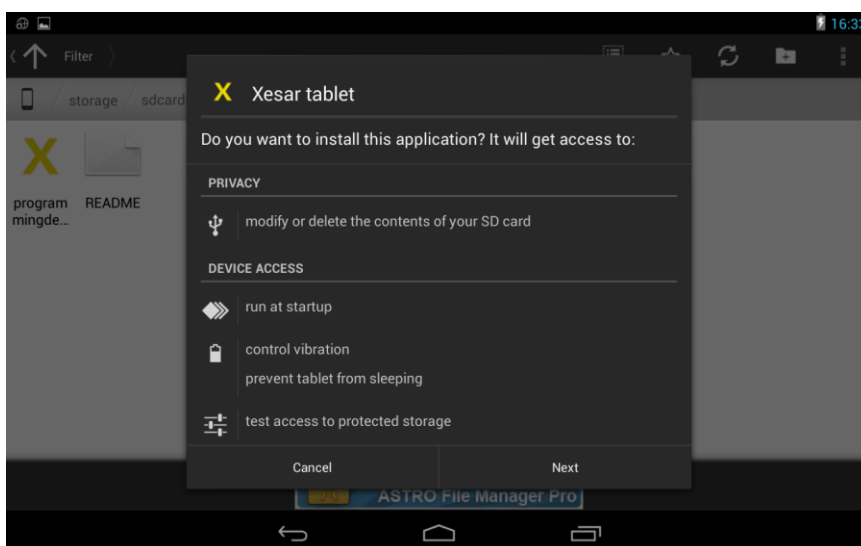 16:33
Filter
storage
sdcard
X Xesar tablet
Do you want to install this application? It will get access to:
PRIVACY
program
mingde...
README
modify or delete the contents of your SD card
DEVICE ACCESS
run at startup
control vibration
prevent tablet from sleeping
test access to protected storage
Cancel
Next
ASTRO File Manager Pro